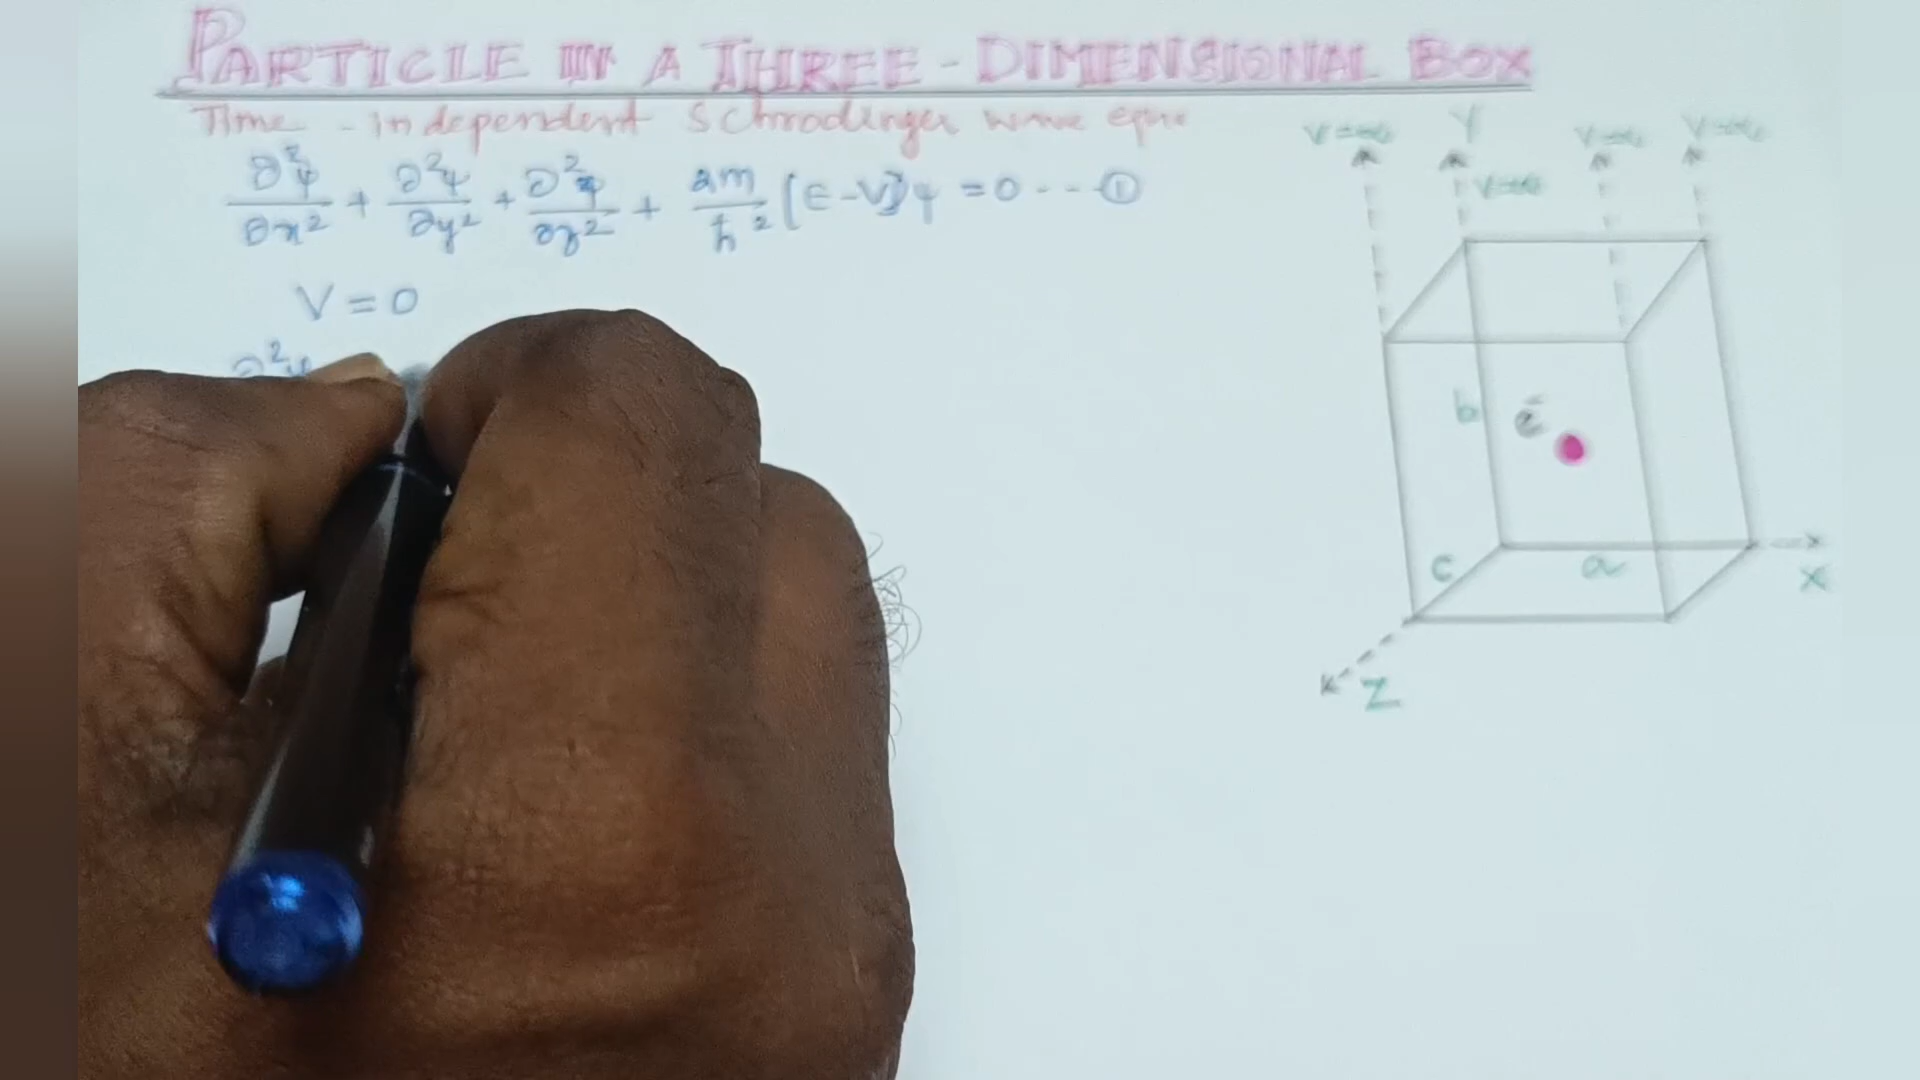 PARTICLE IN A THREE-DIMENSIONAL BOX
Time-independent Schrodinger wave eqn
∂²ψ/∂x² + ∂²ψ/∂y² + ∂²ψ/∂z² + 2m/ħ² [E-V]ψ = 0 --- ①
V = 0
∂²ψ
V=∞ Y V=∞ V=∞
V=∞
b e⁻
c a
X
Z